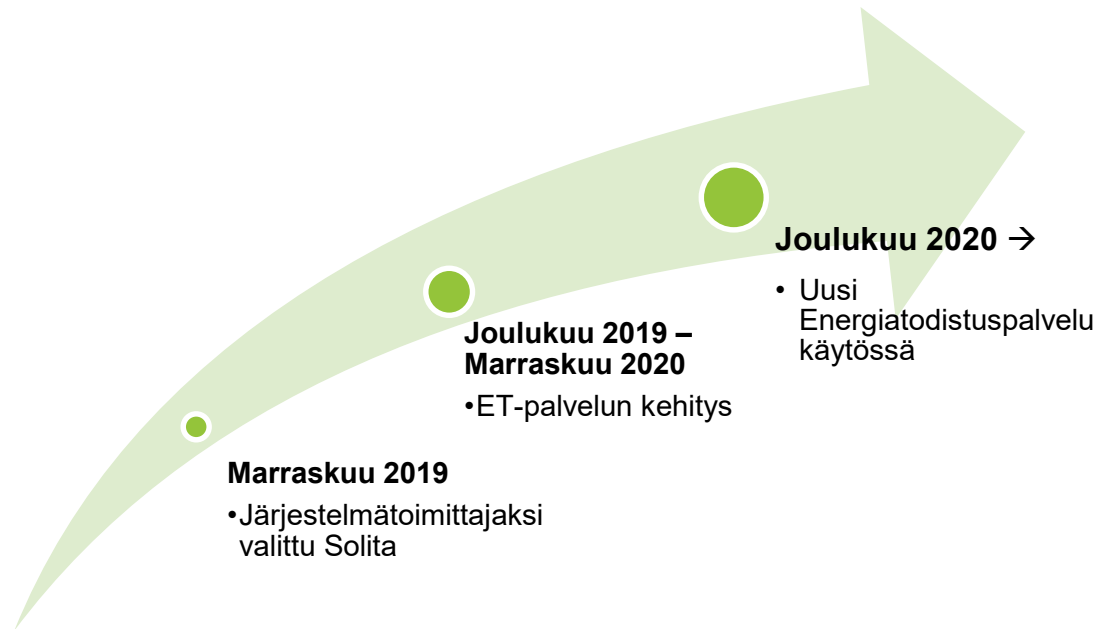 Marraskuu 2019
•Järjestelmätoimittajaksi
valittu Solita
Joulukuu 2019 –
Marraskuu 2020
•ET-palvelun kehitys
Joulukuu 2020 →
• Uusi
Energiatodistuspalvelu
käytössä